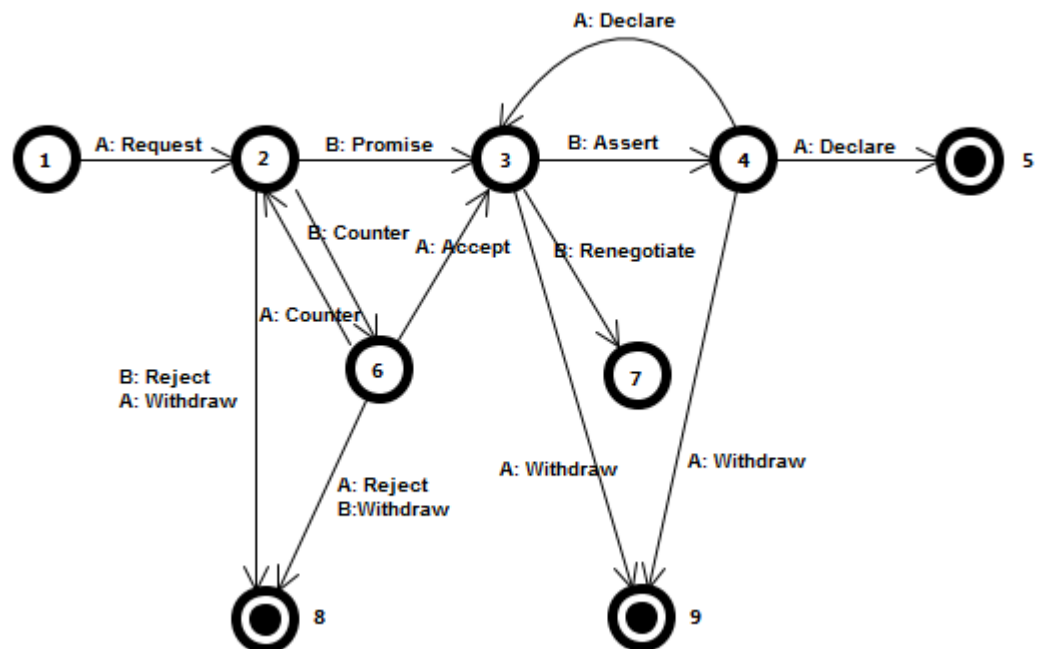 A: Declare
1
A: Request
2
B: Promise
3
B: Assert
4
A: Declare
5
B: Counter
A: Accept
B: Renegotiate
A: Counter
6
7
B: Reject
A: Withdraw
A: Withdraw
A: Withdraw
A: Reject
B:Withdraw
8
9